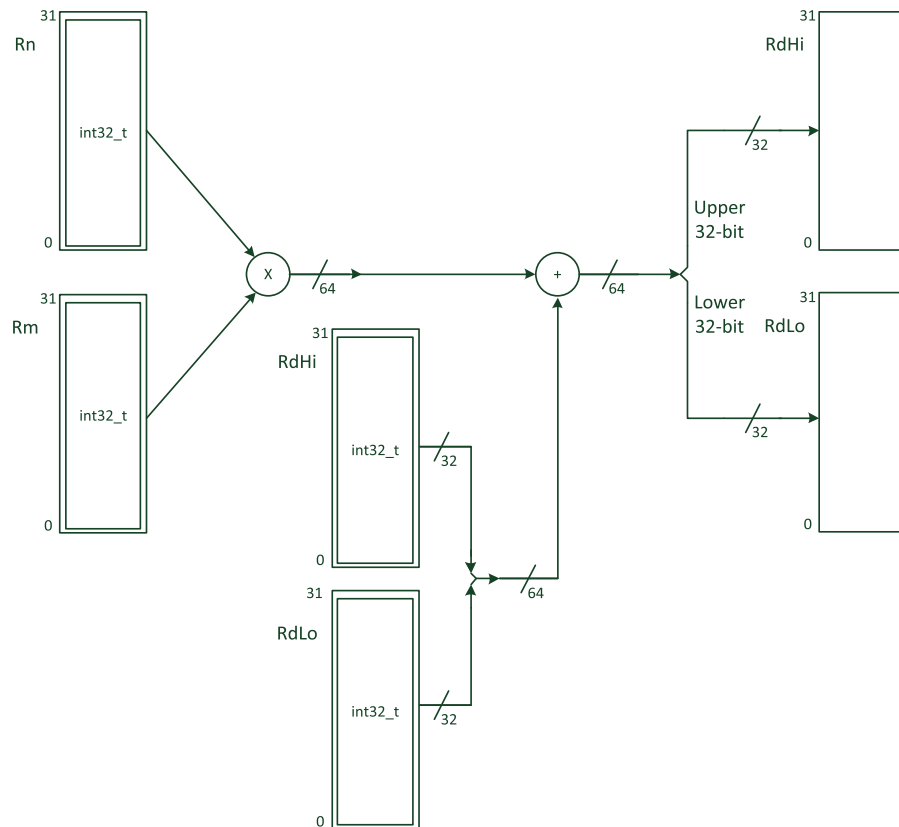 31
Rn
int32_t
0
31
Rm
int32_t
0
X
64
31
RdHi
int32_t
32
0
31
RdLo
int32_t
32
0
64
+
64
Upper
32-bit
Lower
32-bit
32
32
31
RdHi
0
31
RdLo
0